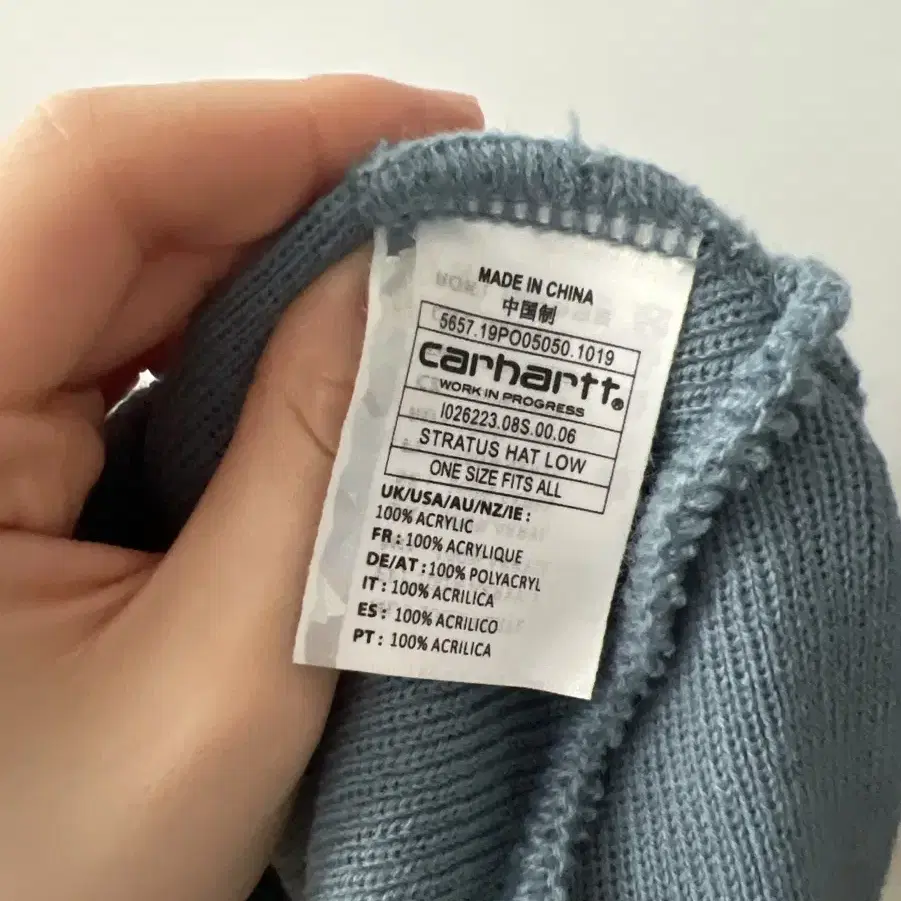 MADE IN CHINA
中国制
5657.19PO05050.1019
carhartt®
WORK IN PROGRESS
I026223.08S.00.06
STRATUS HAT LOW
ONE SIZE FITS ALL
UK/USA/AU/NZ/IE :
100% ACRYLIC
FR : 100% ACRYLIQUE
DE/AT : 100% POLYACRYL
IT : 100% ACRILICA
ES : 100% ACRILICO
PT : 100% ACRILICA